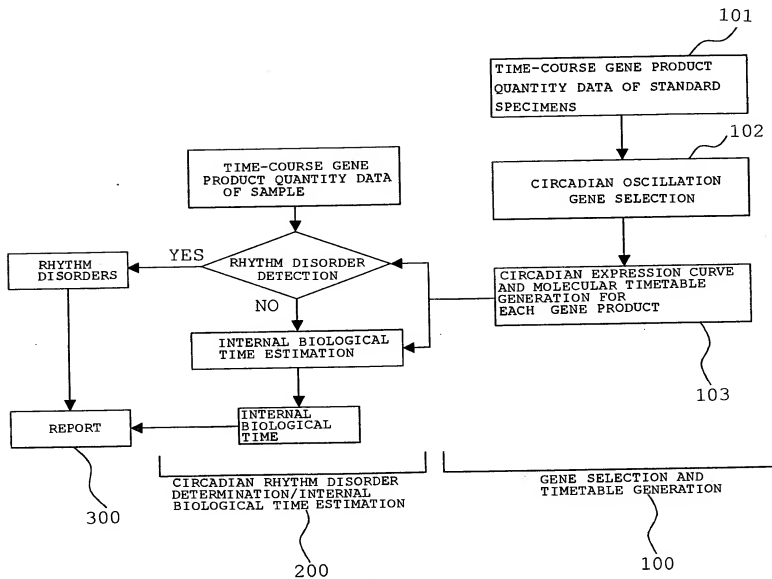 101
TIME-COURSE GENE PRODUCT
QUANTITY DATA OF STANDARD
SPECIMENS
102
CIRCADIAN OSCILLATION
GENE SELECTION
TIME-COURSE GENE
PRODUCT QUANTITY DATA
OF SAMPLE
YES
RHYTHM DISORDER
DETECTION
RHYTHM
DISORDERS
CIRCADIAN EXPRESSION CURVE
AND MOLECULAR TIMETABLE
GENERATION FOR
EACH GENE PRODUCT
NO
INTERNAL BIOLOGICAL
TIME ESTIMATION
103
INTERNAL
BIOLOGICAL
TIME
REPORT
300
CIRCADIAN RHYTHM DISORDER
DETERMINATION/INTERNAL
BIOLOGICAL TIME ESTIMATION
200
GENE SELECTION AND
TIMETABLE GENERATION
100